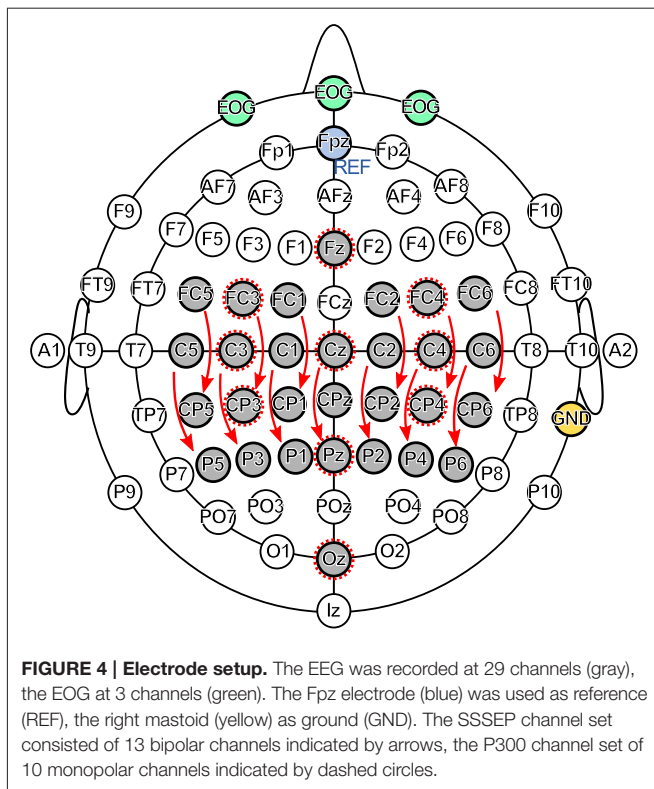 EOG EOG EOG
Fp1 Fpz Fp2
REF
AF7 AF3 AFz AF4 AF8
F9 F7 F5 F3 F1 Fz F2 F4 F6 F8 F10
FT9 FT7 FC5 FC3 FC1 FCz FC2 FC4 FC6 FC8 FT10
A1 T9 T7 C5 C3 C1 Cz C2 C4 C6 T8 T10 A2
TP7 CP5 CP3 CP1 CPz CP2 CP4 CP6 TP8 GND
P9 P7 P5 P3 P1 Pz P2 P4 P6 P8 P10
PO7 PO3 POz PO4 PO8
O1 Oz O2
Iz
FIGURE 4 | Electrode setup. The EEG was recorded at 29 channels (gray),
the EOG at 3 channels (green). The Fpz electrode (blue) was used as reference
(REF), the right mastoid (yellow) as ground (GND). The SSSEP channel set
consisted of 13 bipolar channels indicated by arrows, the P300 channel set of
10 monopolar channels indicated by dashed circles.